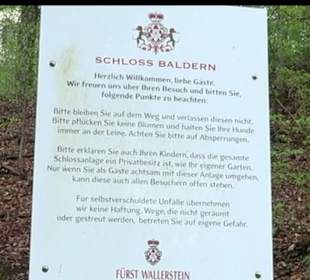 SCHLOSS BALDERN
Herzlich Willkommen, liebe Gäste,
Wir freuen uns über Ihren Besuch und bitten Sie,
folgende Punkte zu beachten:
Bitte bleiben Sie auf dem Weg und verlassen diesen nicht.
Bitte pflücken Sie keine Blumen und halten Sie Ihre Hunde
immer an der Leine. Achten Sie bitte auf Absperrungen.
Bitte erklären Sie auch Ihren Kindern, dass die gesamte
Schlossanlage ein Privatbesitz ist, wie Ihr eigener Garten.
Nur wenn Sie als Gäste achtsam mit dieser Anlage umgehen,
kann diese auch allen Besuchern offen stehen.
Für selbstverschuldete Unfälle übernehmen
wir keine Haftung. Wege, die nicht geräumt
oder gestreut werden, betreten Sie auf eigene Gefahr.
FÜRST WALLERSTEIN